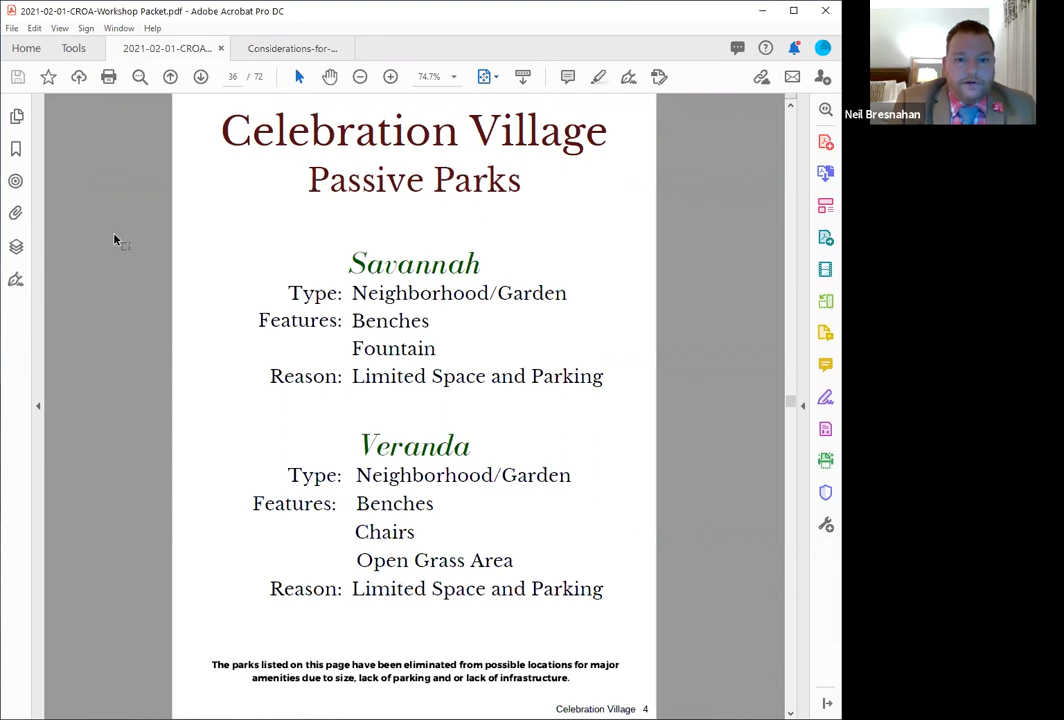 2021-02-01-CROA-Workshop Packet.pdf - Adobe Acrobat Pro DC
File Edit View Sign Window Help
Home Tools 2021-02-01-CROA... × Considerations-for-...
36 / 72 74.7%
Neil Bresnahan
Celebration Village
Passive Parks
Savannah
Type: Neighborhood/Garden
Features: Benches
Fountain
Reason: Limited Space and Parking
Veranda
Type: Neighborhood/Garden
Features: Benches
Chairs
Open Grass Area
Reason: Limited Space and Parking
The parks listed on this page have been eliminated from possible locations for major
amenities due to size, lack of parking and or lack of infrastructure.
Celebration Village 4